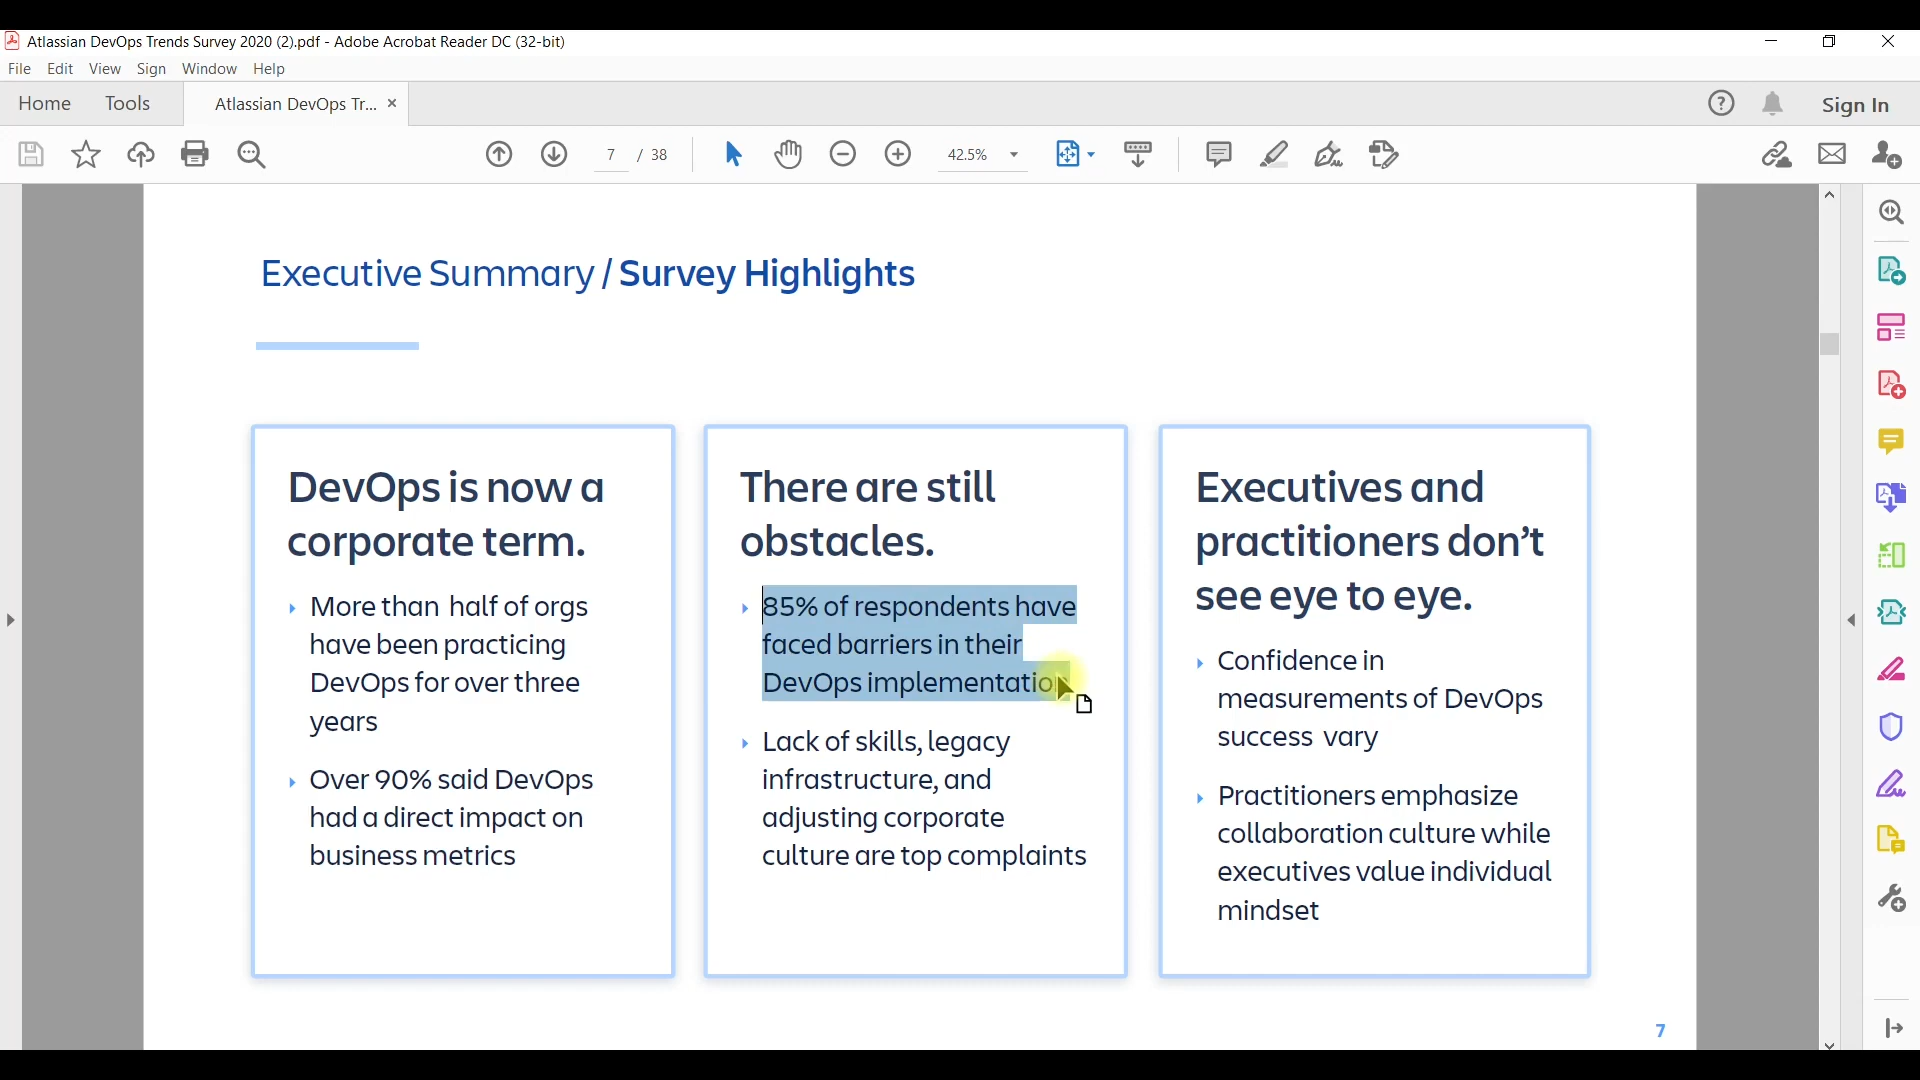 Atlassian DevOps Trends Survey 2020 (2).pdf - Adobe Acrobat Reader DC (32-bit)
File Edit View Sign Window Help
Home Tools Atlassian DevOps Tr... Sign In
7 / 38 42.5%
Executive Summary / Survey Highlights
DevOps is now a
corporate term.
More than half of orgs
have been practicing
DevOps for over three
years
Over 90% said DevOps
had a direct impact on
business metrics
There are still
obstacles.
85% of respondents have
faced barriers in their
DevOps implementation
Lack of skills, legacy
infrastructure, and
adjusting corporate
culture are top complaints
Executives and
practitioners don't
see eye to eye.
Confidence in
measurements of DevOps
success vary
Practitioners emphasize
collaboration culture while
executives value individual
mindset
7